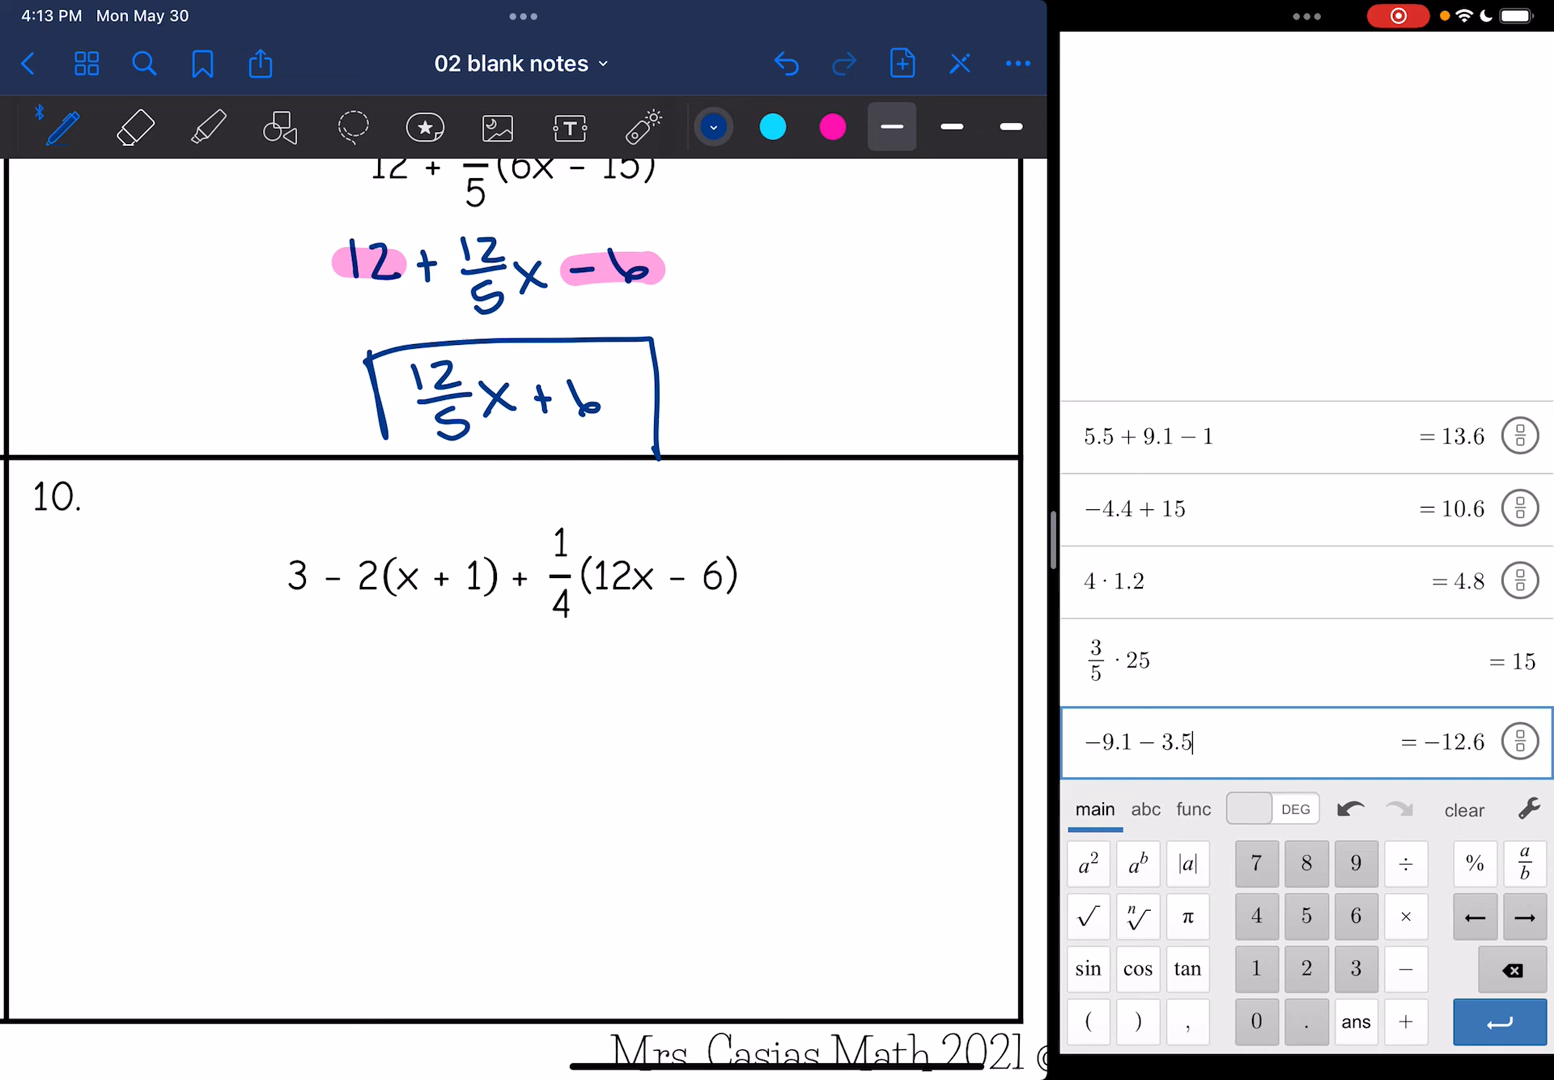 4:13 PM Mon May 30
02 blank notes
12 + —/5 (6x − 15)
12 + 12/5 x − 6
12/5 x + 6
10.
3 − 2(x + 1) + 1/4 (12x − 6)
Mrs. Casias Math 2021 ©
5.5 + 9.1 − 1 = 13.6
−4.4 + 15 = 10.6
4 · 1.2 = 4.8
3/5 · 25 = 15
−9.1 − 3.5 = −12.6
main abc func DEG clear
a² aᵇ |a| 7 8 9 ÷ % a/b
√ ⁿ√ π 4 5 6 × ← →
sin cos tan 1 2 3 −
( ) , 0 . ans +